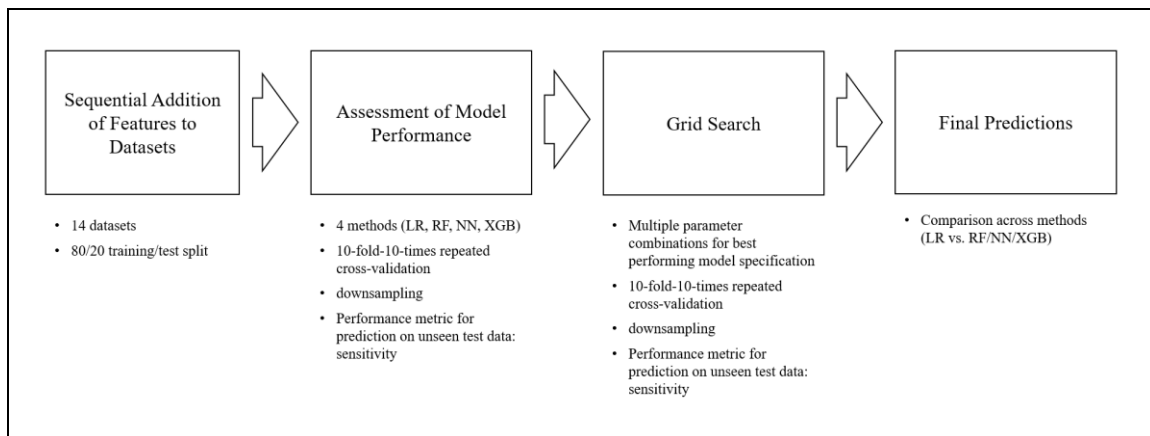 Sequential Addition
of Features to
Datasets
• 14 datasets
• 80/20 training/test split
Assessment of Model
Performance
• 4 methods (LR, RF, NN, XGB)
• 10-fold-10-times repeated
cross-validation
• downsampling
• Performance metric for
prediction on unseen test data:
sensitivity
Grid Search
• Multiple parameter
combinations for best
performing model specification
• 10-fold-10-times repeated
cross-validation
• downsampling
• Performance metric for
prediction on unseen test data:
sensitivity
Final Predictions
• Comparison across methods
(LR vs. RF/NN/XGB)